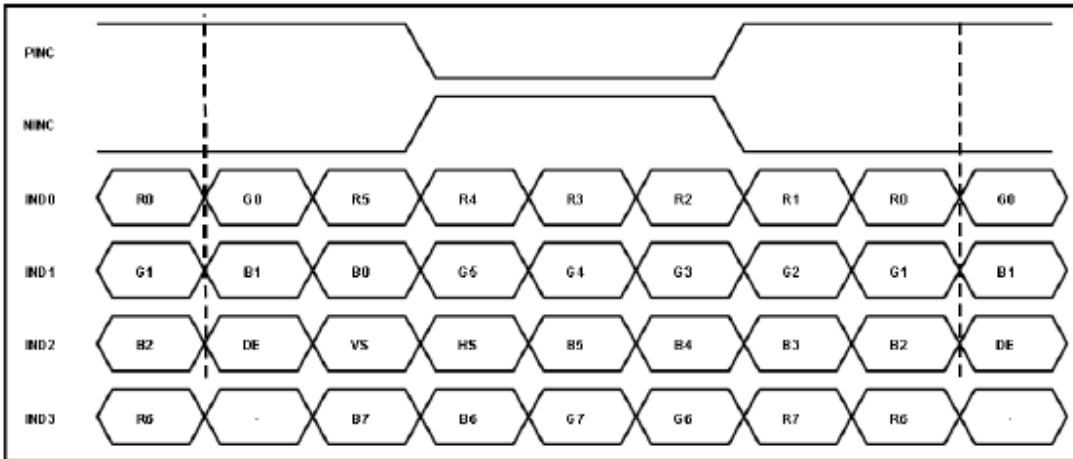 PINC
NINC
IND0 R0 G0 R5 R4 R3 R2 R1 R0 G0
IND1 G1 B1 B0 G5 G4 G3 G2 G1 B1
IND2 B2 DE VS HS B5 B4 B3 B2 DE
IND3 R6 - B7 B6 G7 G6 R7 R6 -